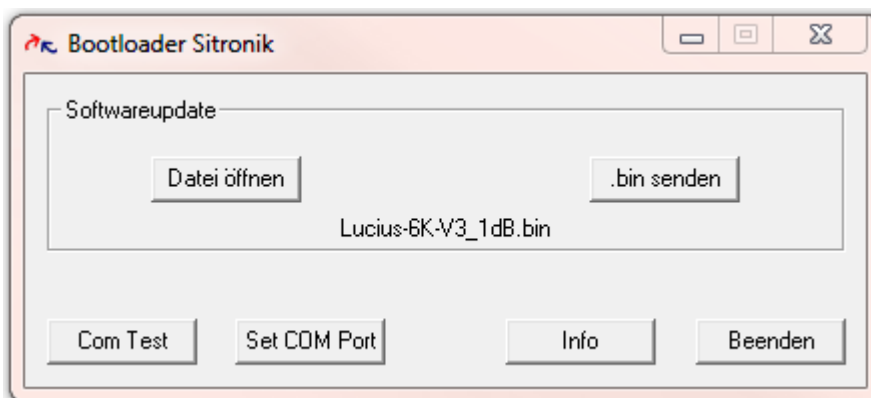 Bootloader Sitronik
Softwareupdate
Datei öffnen
.bin senden
Lucius-6K-V3_1dB.bin
Com Test
Set COM Port
Info
Beenden